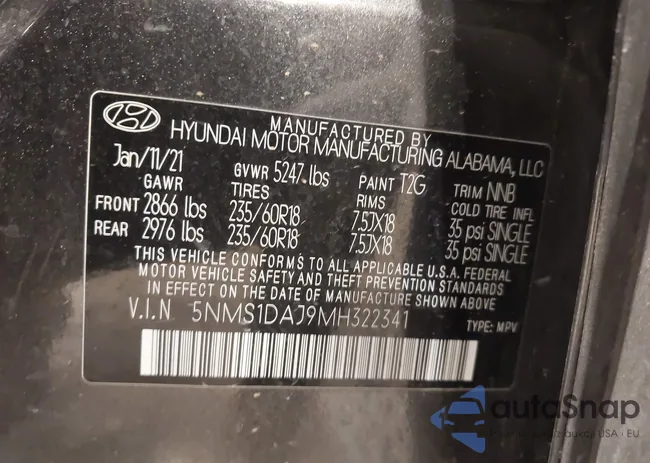 MANUFACTURED BY
HYUNDAI MOTOR MANUFACTURING ALABAMA, LLC
Jan/11/21 GVWR 5247 lbs PAINT T2G TRIM NNB
GAWR TIRES RIMS COLD TIRE INFL
FRONT 2866 lbs 235/60R18 7.5JX18 35 psi SINGLE
REAR 2976 lbs 235/60R18 7.5JX18 35 psi SINGLE
THIS VEHICLE CONFORMS TO ALL APPLICABLE U.S.A. FEDERAL
MOTOR VEHICLE SAFETY AND THEFT PREVENTION STANDARDS
IN EFFECT ON THE DATE OF MANUFACTURE SHOWN ABOVE.
V.I.N 5NMS1DAJ9MH322341
TYPE: MPV
autoSnap
aukcji USA i EU